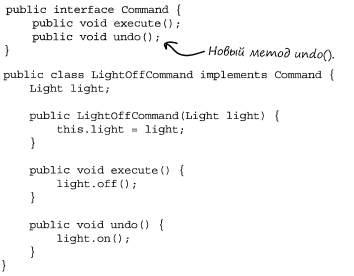 public interface Command {
    public void execute();
    public void undo();
}
Новый метод undo().
public class LightOffCommand implements Command {
    Light light;

    public LightOffCommand(Light light) {
        this.light = light;
    }

    public void execute() {
        light.off();
    }

    public void undo() {
        light.on();
    }
}